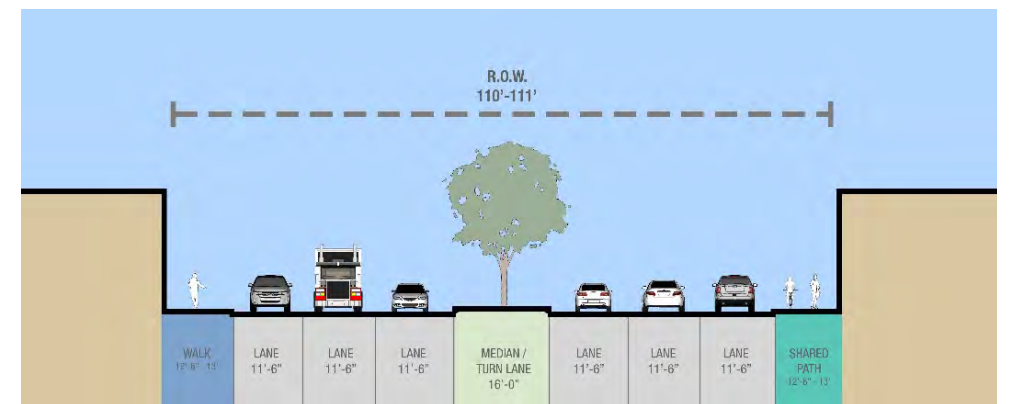 R.O.W.
110'-111'
WALK
12'-6" - 13'
LANE
11'-6"
LANE
11'-6"
LANE
11'-6"
MEDIAN /
TURN LANE
16'-0"
LANE
11'-6"
LANE
11'-6"
LANE
11'-6"
SHARED
PATH
12'-6" - 13'